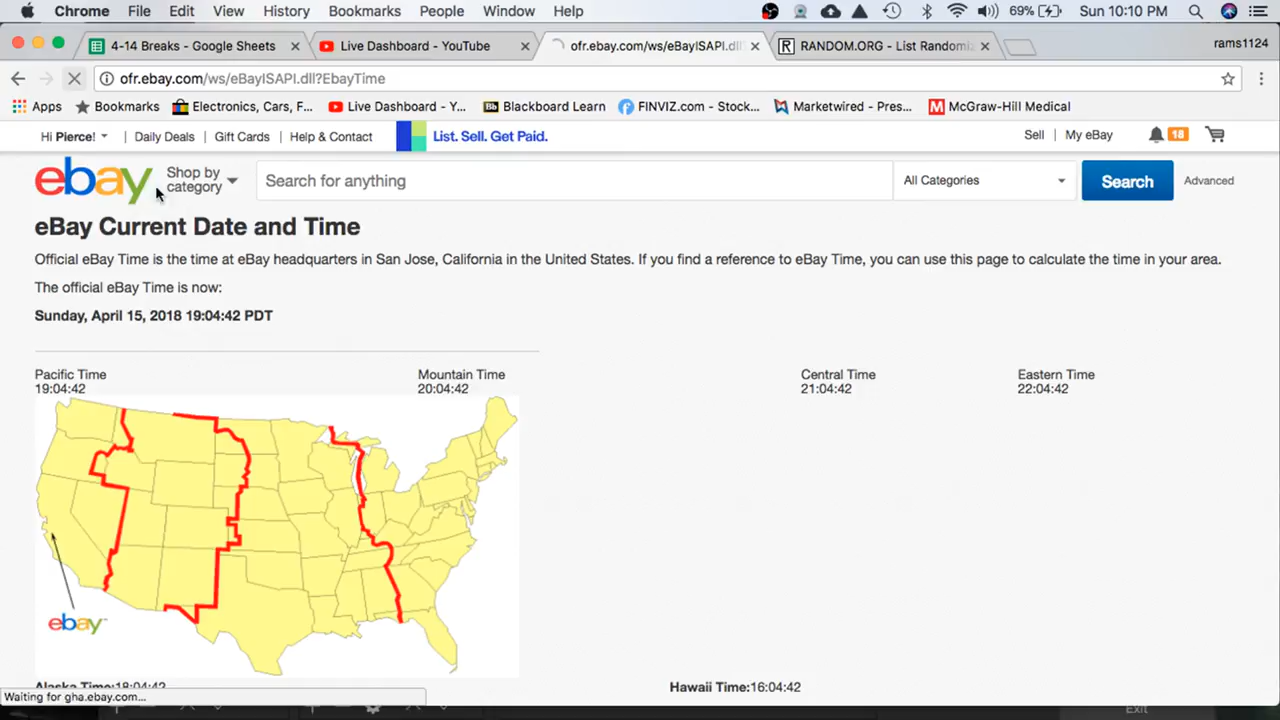 Chrome File Edit View History Bookmarks People Window Help 69% Sun 10:10 PM
4-14 Breaks - Google Sheets Live Dashboard - YouTube ofr.ebay.com/ws/eBayISAPI.dll? RANDOM.ORG - List Randomi rams1124
ofr.ebay.com/ws/eBayISAPI.dll?EbayTime
Apps Bookmarks Electronics, Cars, F... Live Dashboard - Y... Bb Blackboard Learn FINVIZ.com - Stock... Marketwired - Pres... M McGraw-Hill Medical
Hi Pierce! Daily Deals Gift Cards Help & Contact List. Sell. Get Paid. Sell My eBay 18
ebay Shop by category Search for anything All Categories Search Advanced
eBay Current Date and Time
Official eBay Time is the time at eBay headquarters in San Jose, California in the United States. If you find a reference to eBay Time, you can use this page to calculate the time in your area.
The official eBay Time is now:
Sunday, April 15, 2018 19:04:42 PDT
Pacific Time Mountain Time Central Time Eastern Time
19:04:42 20:04:42 21:04:42 22:04:42
ebay
Alaska Time:18:04:42 Hawaii Time:16:04:42
Waiting for gha.ebay.com...
Exit